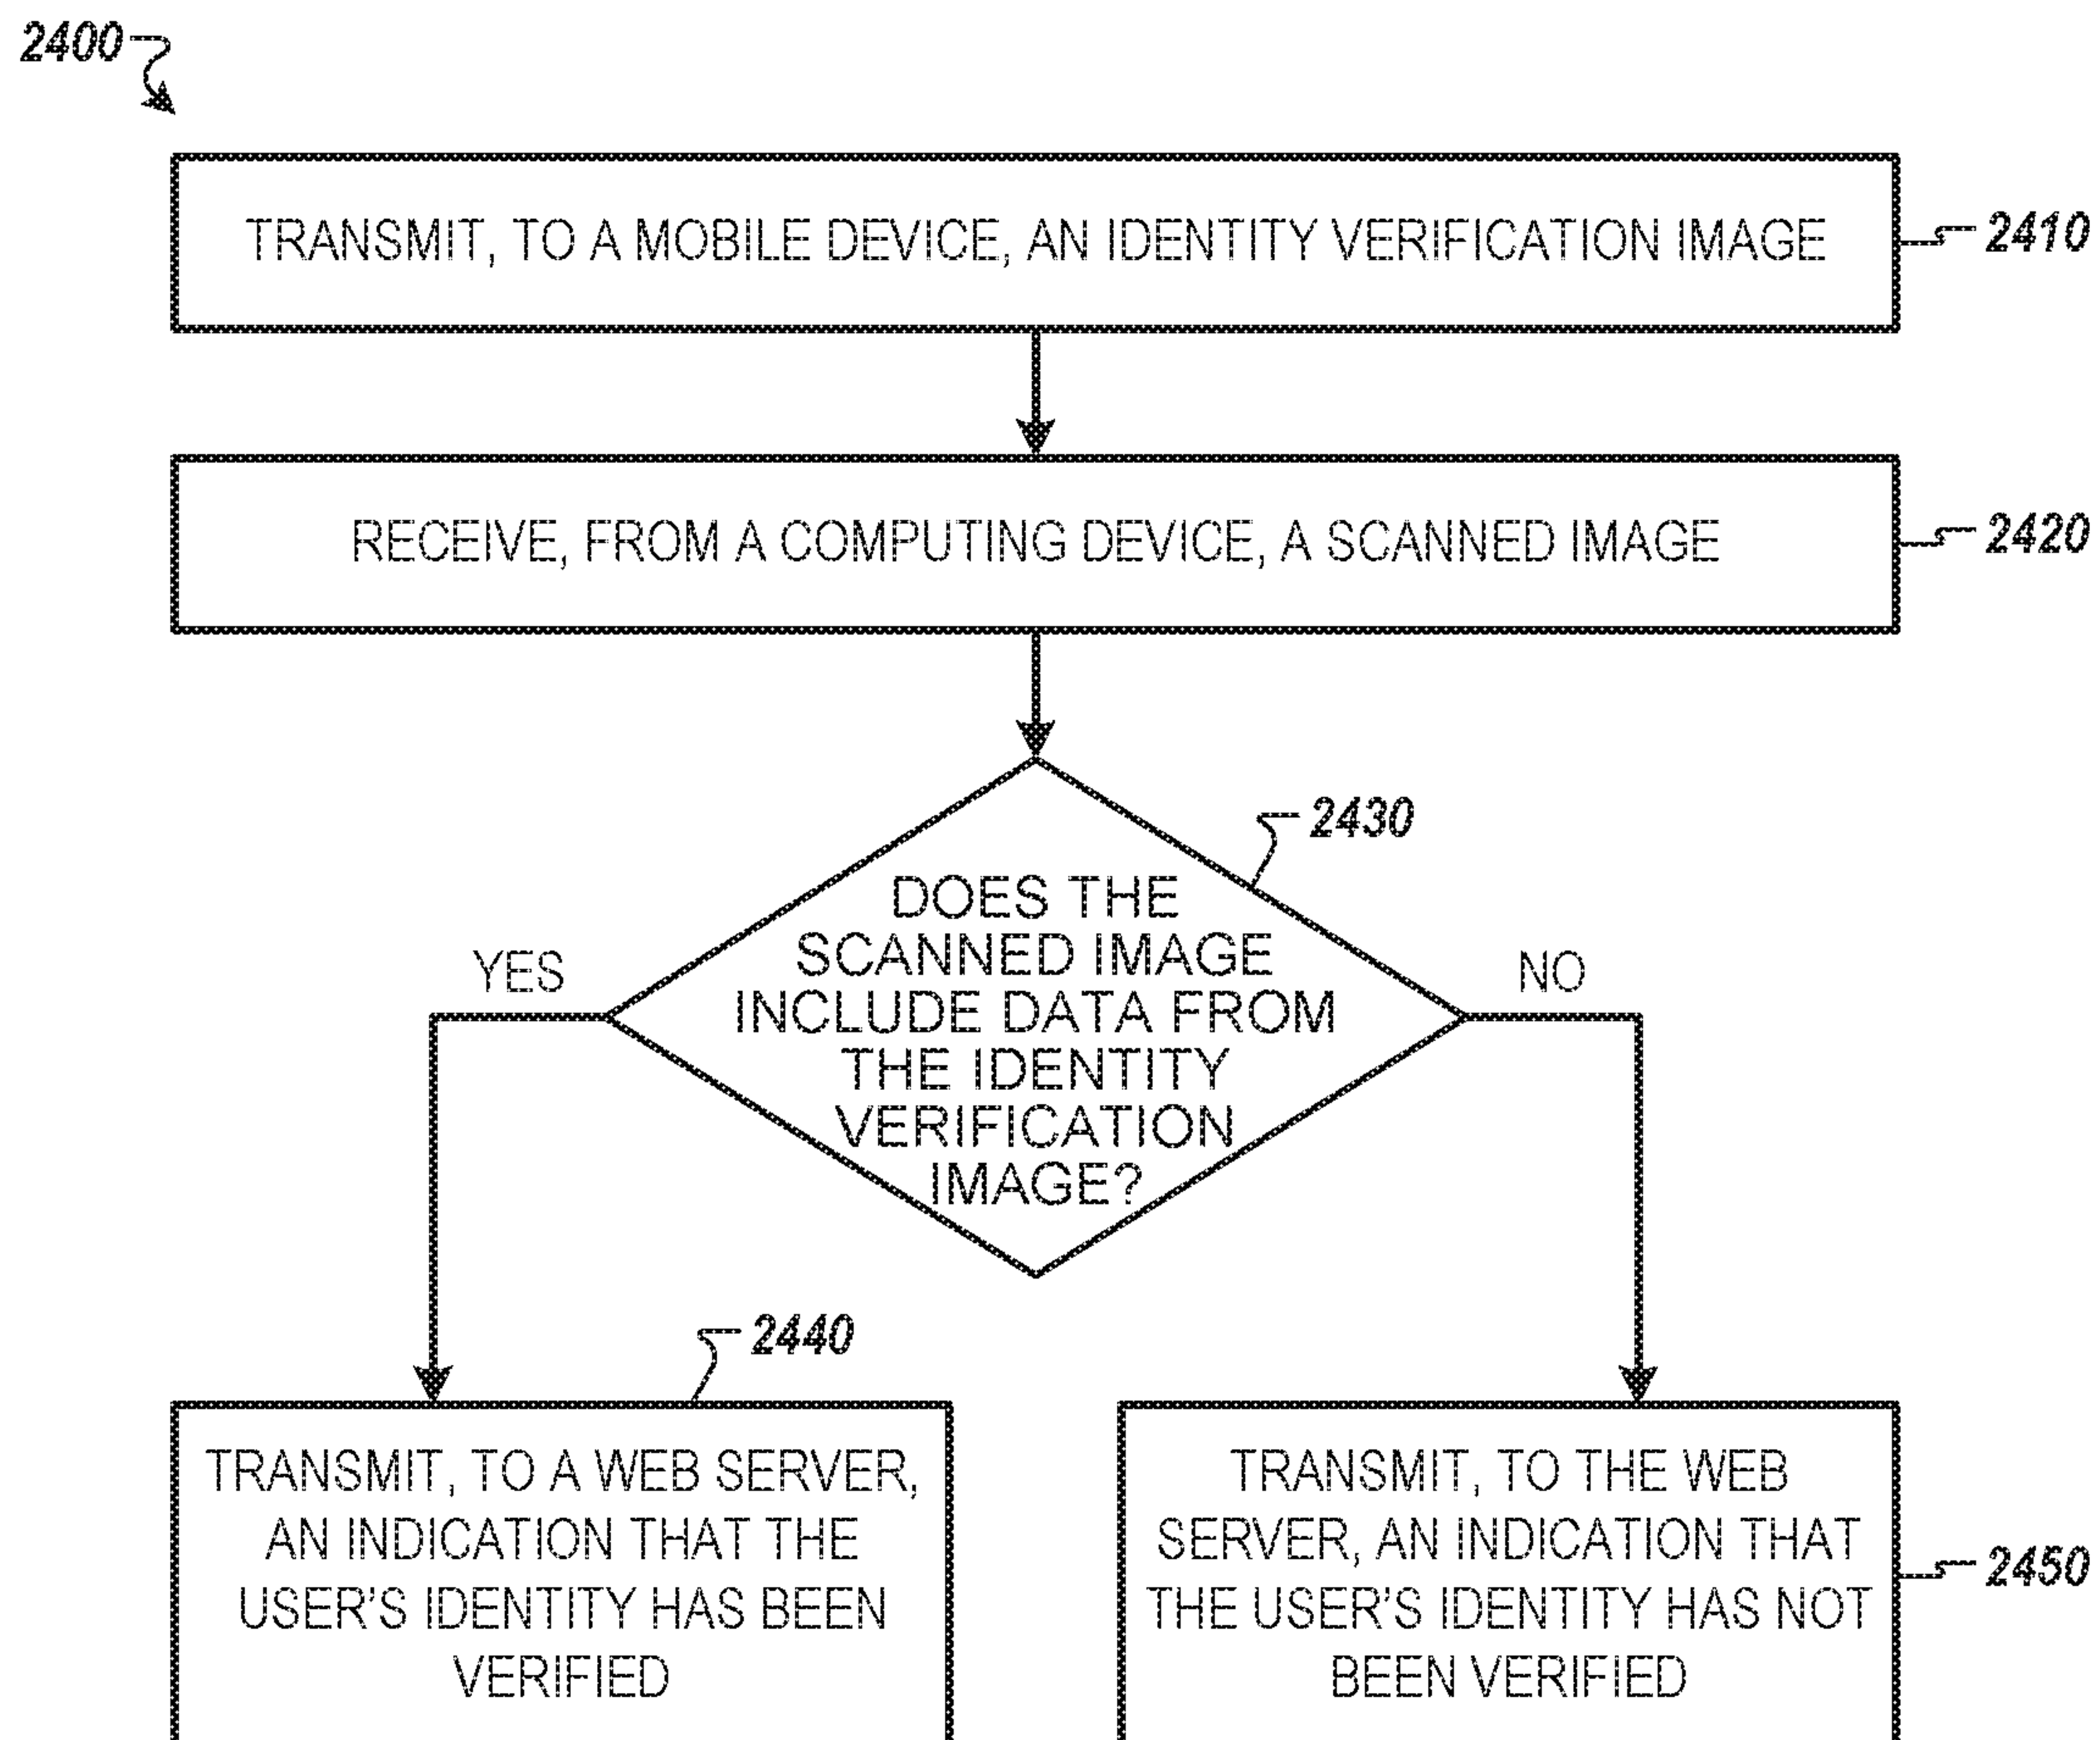 2400
TRANSMIT, TO A MOBILE DEVICE, AN IDENTITY VERIFICATION IMAGE
2410
RECEIVE, FROM A COMPUTING DEVICE, A SCANNED IMAGE
2420
2430
DOES THE
SCANNED IMAGE
INCLUDE DATA FROM
THE IDENTITY
VERIFICATION
IMAGE?
YES
NO
2440
TRANSMIT, TO A WEB SERVER,
AN INDICATION THAT THE
USER'S IDENTITY HAS BEEN
VERIFIED
TRANSMIT, TO THE WEB
SERVER, AN INDICATION THAT
THE USER'S IDENTITY HAS NOT
BEEN VERIFIED
2450